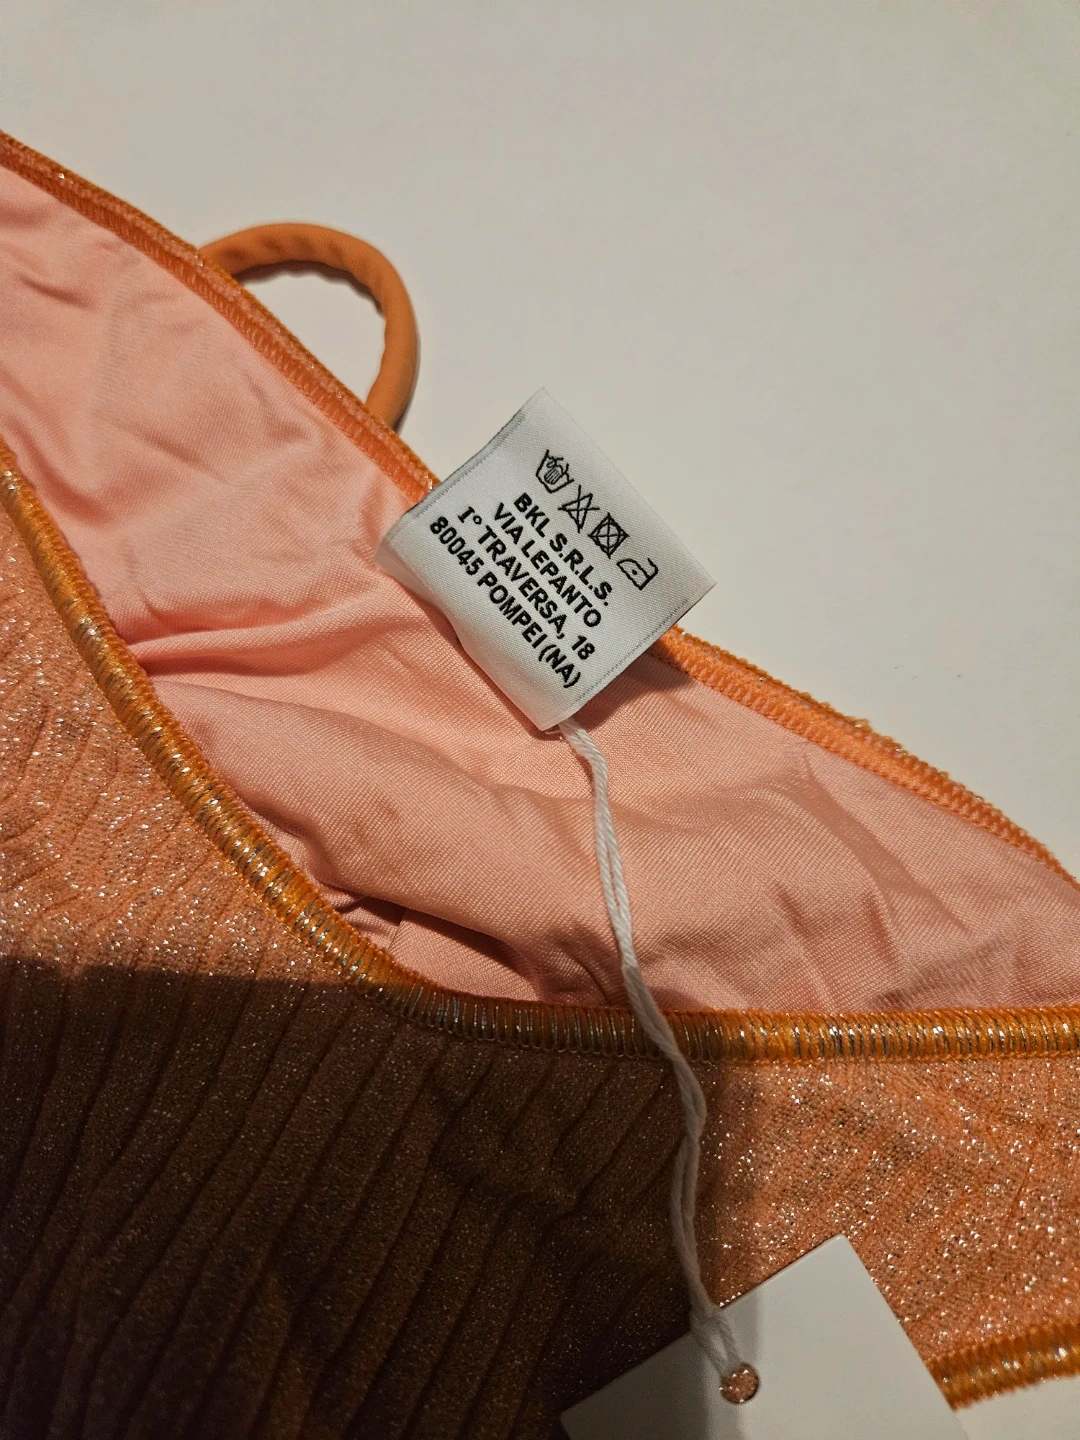 BKL S.R.L.S.
VIA LEPANTO
I° TRAVERSA, 18
80045 POMPEI (NA)